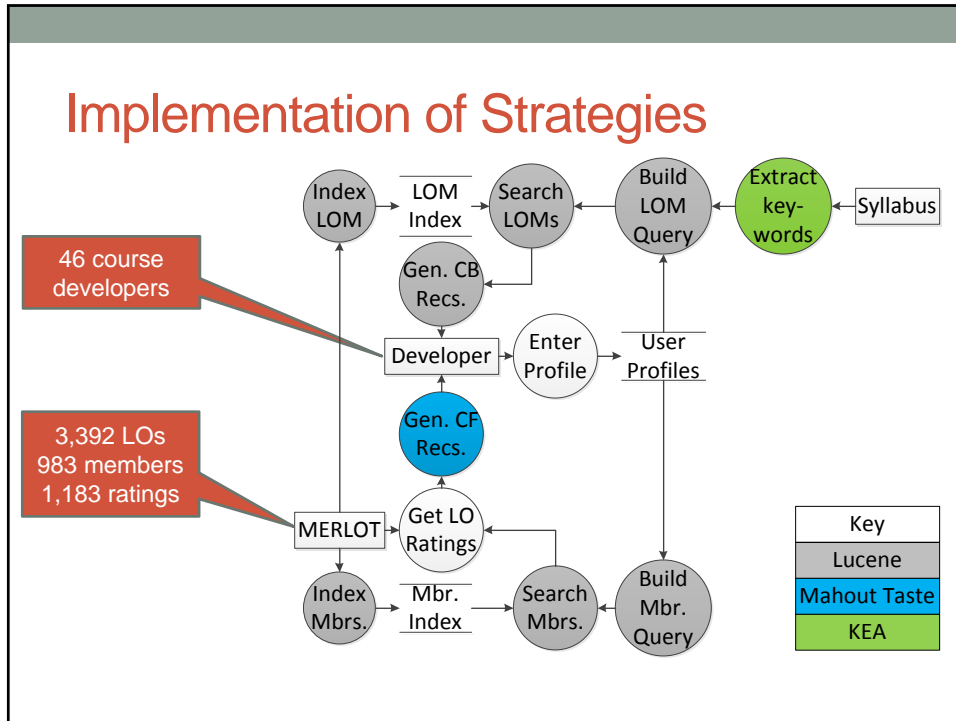 Implementation of Strategies
Index
LOM
LOM
Index
Search
LOMs
Build
LOM
Query
Extract
key-
words
Syllabus
46 course
developers
Gen. CB
Recs.
Developer
Enter
Profile
User
Profiles
Gen. CF
Recs.
3,392 LOs
983 members
1,183 ratings
MERLOT
Get LO
Ratings
Index
Mbrs.
Mbr.
Index
Search
Mbrs.
Build
Mbr.
Query
Key
Lucene
Mahout Taste
KEA